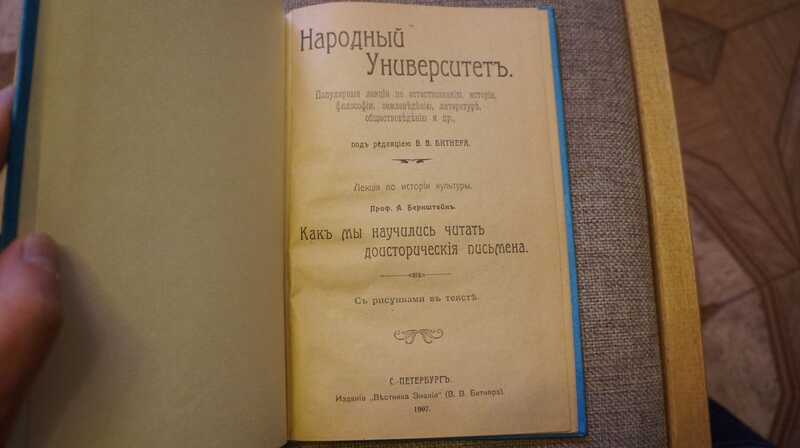 Народный
Университетъ.
Популярныя лекціи по естествознанію, исторіи,
философіи, землевѣдѣнію, литературѣ,
обществовѣдѣнію и пр.,
подъ редакціею В. В. БИТНЕРА.
Лекціи по исторіи культуры.
Проф. А. Бернштейнъ.
Какъ мы научились читать
доисторическія письмена.
Съ рисунками въ текстѣ.
С.-ПЕТЕРБУРГЪ.
Изданіе „Вѣстника Знанія" (В. В. Битнера).
1907.